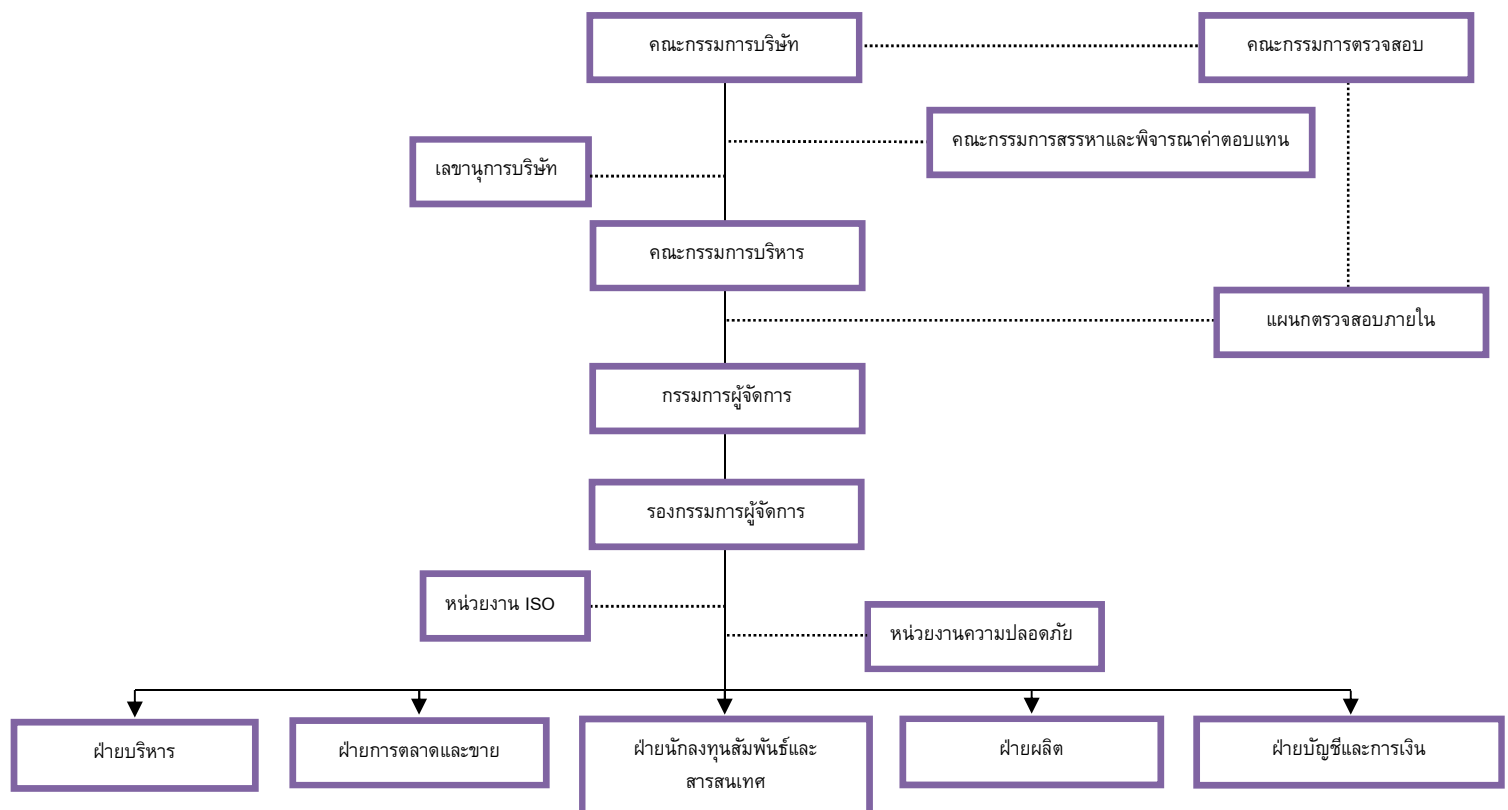 คณะกรรมการบริษัท
คณะกรรมการตรวจสอบ
คณะกรรมการสรรหาและพิจารณาค่าตอบแทน
เลขานุการบริษัท
คณะกรรมการบริหาร
แผนกตรวจสอบภายใน
กรรมการผู้จัดการ
รองกรรมการผู้จัดการ
หน่วยงาน ISO
หน่วยงานความปลอดภัย
ฝ่ายบริหาร
ฝ่ายการตลาดและขาย
ฝ่ายนักลงทุนสัมพันธ์และ
สารสนเทศ
ฝ่ายผลิต
ฝ่ายบัญชีและการเงิน